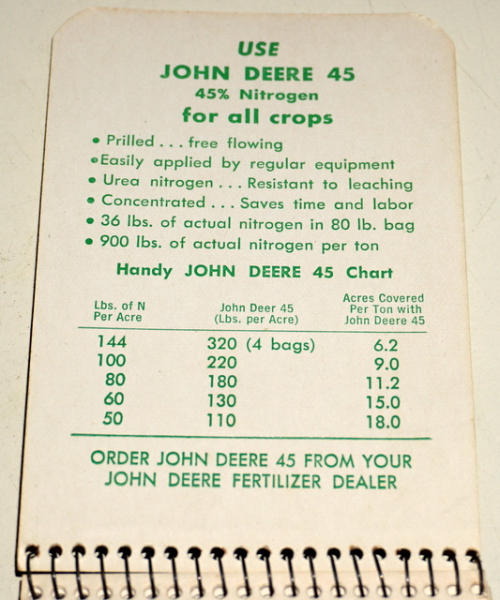 USE
JOHN DEERE 45
45% Nitrogen
for all crops
• Prilled . . . free flowing
• Easily applied by regular equipment
• Urea nitrogen . . . Resistant to leaching
• Concentrated . . . Saves time and labor
• 36 lbs. of actual nitrogen in 80 lb. bag
• 900 lbs. of actual nitrogen per ton
Handy JOHN DEERE 45 Chart
Lbs. of N Per Acre | John Deer 45 (Lbs. per Acre) | Acres Covered Per Ton with John Deere 45
144 320 (4 bags) 6.2
100 220 9.0
80 180 11.2
60 130 15.0
50 110 18.0
ORDER JOHN DEERE 45 FROM YOUR
JOHN DEERE FERTILIZER DEALER